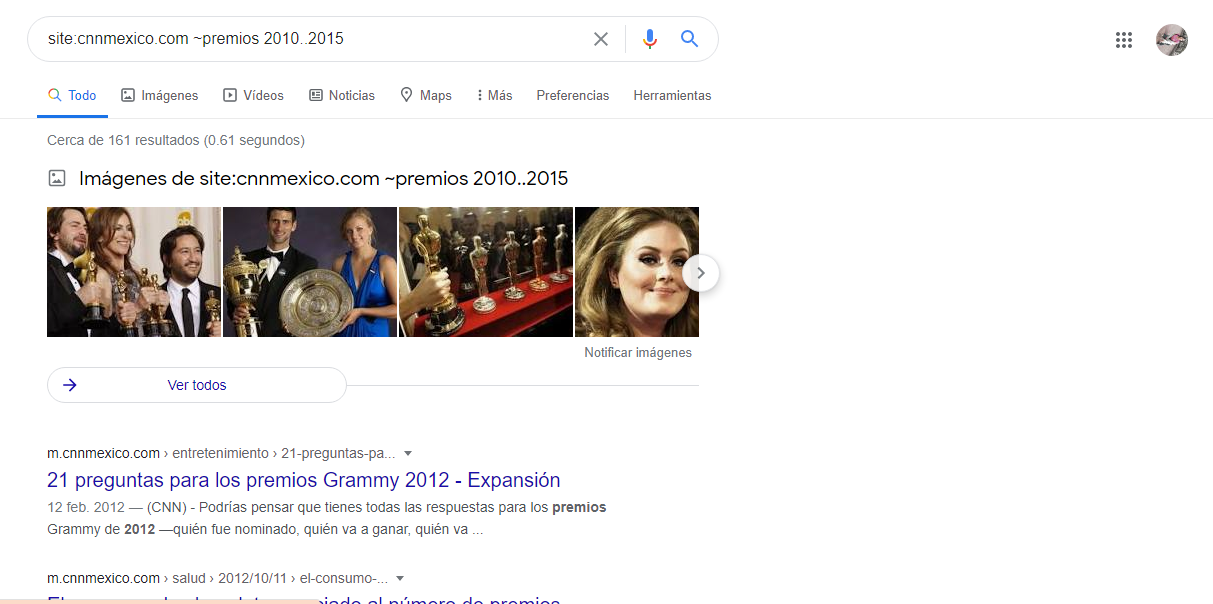 site:cnnmexico.com ~premios 2010..2015
Todo Imágenes Vídeos Noticias Maps Más Preferencias Herramientas
Cerca de 161 resultados (0.61 segundos)
Imágenes de site:cnnmexico.com ~premios 2010..2015
Notificar imágenes
Ver todos
m.cnnmexico.com › entretenimiento › 21-preguntas-pa...
21 preguntas para los premios Grammy 2012 - Expansión
12 feb. 2012 — (CNN) - Podrías pensar que tienes todas las respuestas para los premios
Grammy de 2012 —quién fue nominado, quién va a ganar, quién va ...
m.cnnmexico.com › salud › 2012/10/11 › el-consumo-...
al número de premios